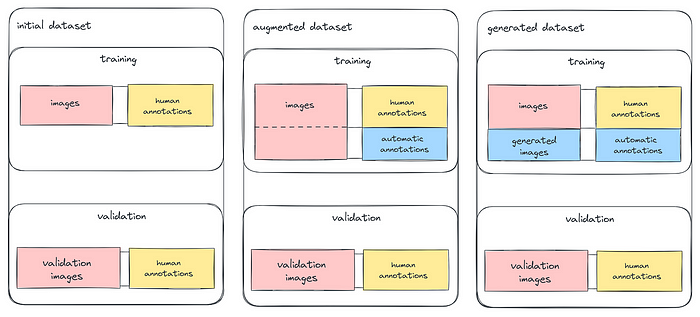 initial dataset
training
images
human
annotations
validation
validation
images
human
annotations
augmented dataset
training
images
human
annotations
automatic
annotations
validation
validation
images
human
annotations
generated dataset
training
images
human
annotations
generated
images
automatic
annotations
validation
validation
images
human
annotations